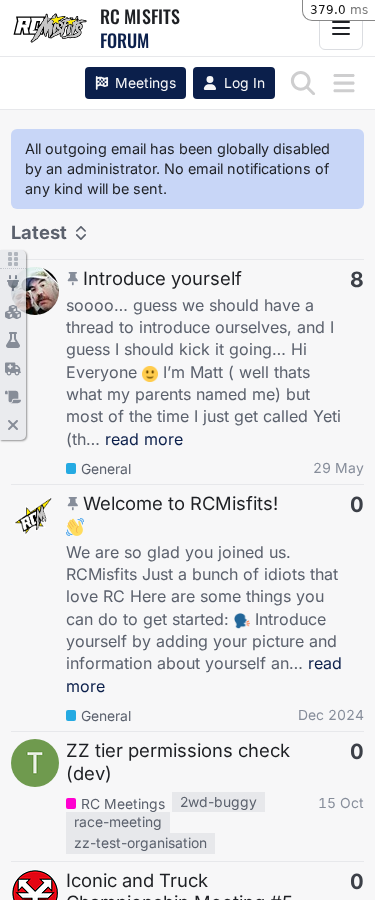 379.0 ms
RC Misfits
RC MISFITS
FORUM
Meetings
Log In
All outgoing email has been globally disabled
by an administrator. No email notifications of
any kind will be sent.
Latest
Introduce yourself
8
soooo… guess we should have a
thread to introduce ourselves, and I
guess I should kick it going… Hi
Everyone 🙂 I’m Matt ( well thats
what my parents named me) but
most of the time I just get called Yeti
(th… read more
General
29 May
RCM
Welcome to RCMisfits!
0
👋
We are so glad you joined us.
RCMisfits Just a bunch of idiots that
love RC Here are some things you
can do to get started: 🗣️ Introduce
yourself by adding your picture and
information about yourself an… read
more
General
Dec 2024
T
ZZ tier permissions check
0
(dev)
RC Meetings
2wd-buggy
15 Oct
race-meeting
zz-test-organisation
Iconic and Truck
0
Championship Meeting #5